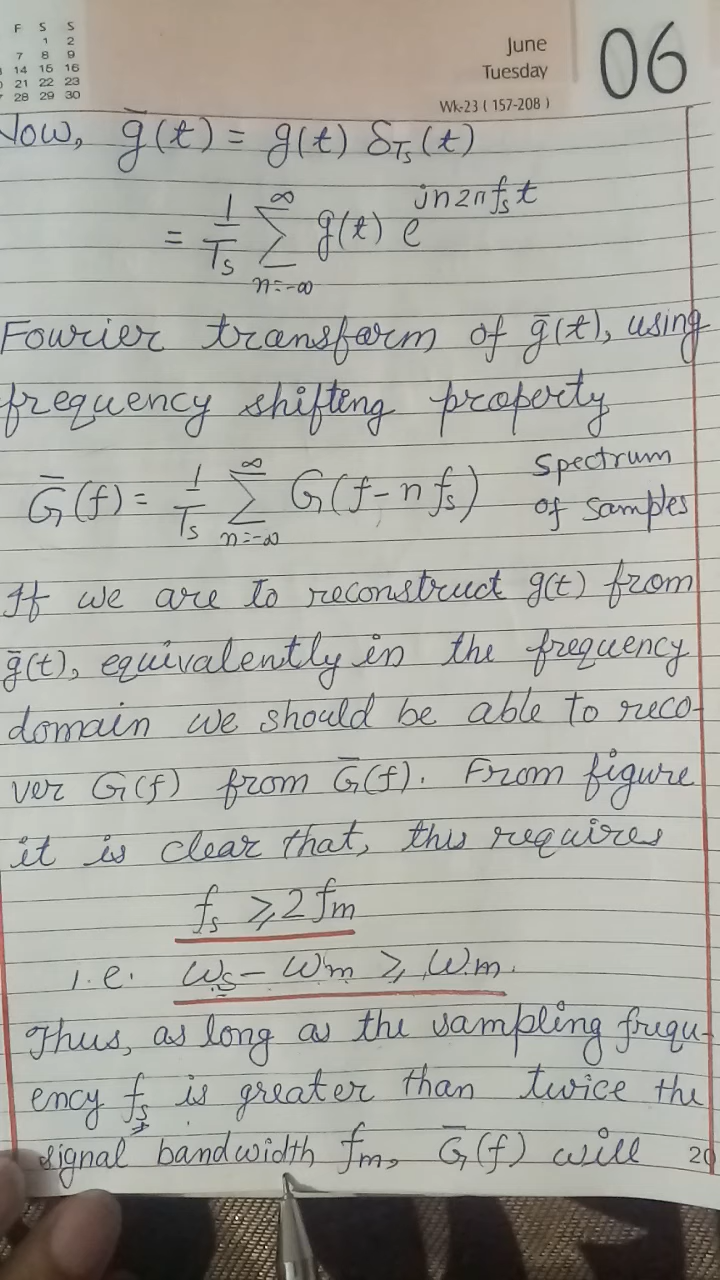 F S S
1 2
7 8 9
14 15 16
21 22 23
28 29 30
June
Tuesday
06
Wk-23 ( 157-208 )
Now, ḡ(t) = g(t) δTs(t)
= 1/Ts ∑_{n=-∞}^{∞} g(t) e^{jn2πfst}
Fourier transform of ḡ(t), using
frequency shifting property
Ḡ(f) = 1/Ts ∑_{n=-∞}^{∞} G(f-nfs) Spectrum of samples
If we are to reconstruct g(t) from
ḡ(t), equivalently in the frequency
domain we should be able to reco-
ver G(f) from Ḡ(f). From figure
it is clear that, this requires
fs ≥ 2fm
i.e. ωs - ωm ≥ ωm.
Thus, as long as the sampling frequ-
ency fs is greater than twice the
signal bandwidth fm, Ḡ(f) will